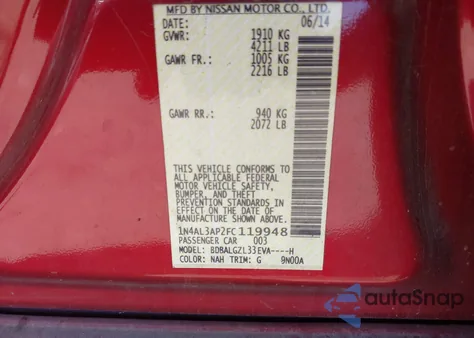 MFD BY NISSAN MOTOR CO., LTD.
DATE: 06/14
GVWR: 1910 KG
4211 LB
GAWR FR.: 1005 KG
2216 LB
GAWR RR.: 940 KG
2072 LB
THIS VEHICLE CONFORMS TO
ALL APPLICABLE FEDERAL
MOTOR VEHICLE SAFETY,
BUMPER, AND THEFT
PREVENTION STANDARDS IN
EFFECT ON THE DATE OF
MANUFACTURE SHOWN ABOVE.
1N4AL3AP2FC119948
PASSENGER CAR 003
MODEL: BDBALGZL33EVA----H
COLOR: NAH TRIM: G 9N00A
autoSnap